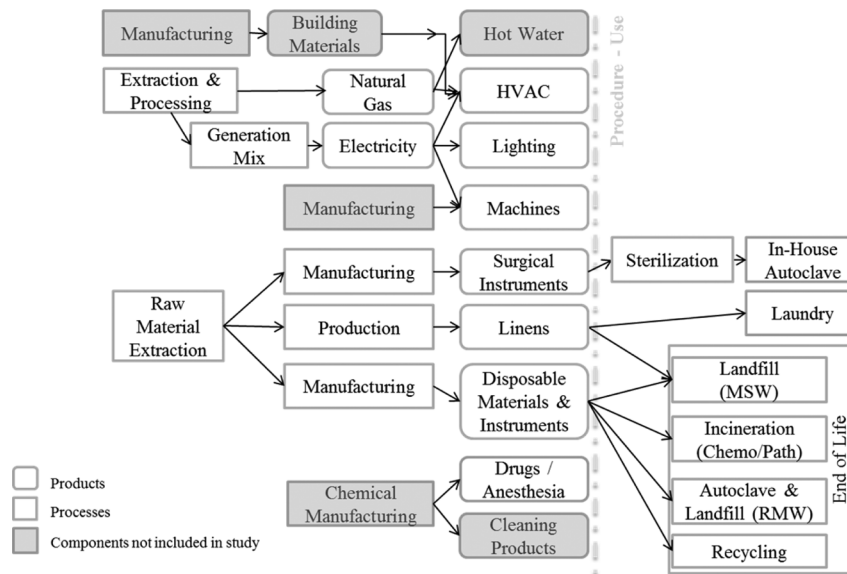 Manufacturing
Building
Materials
Hot Water
Extraction &
Processing
Natural
Gas
HVAC
Procedure - Use
Generation
Mix
Electricity
Lighting
Manufacturing
Machines
Manufacturing
Surgical
Instruments
Sterilization
In-House
Autoclave
Raw
Material
Extraction
Production
Linens
Laundry
Manufacturing
Disposable
Materials &
Instruments
Landfill
(MSW)
Incineration
(Chemo/Path)
Autoclave &
Landfill (RMW)
Recycling
End of Life
Chemical
Manufacturing
Drugs /
Anesthesia
Cleaning
Products
Products
Processes
Components not included in study